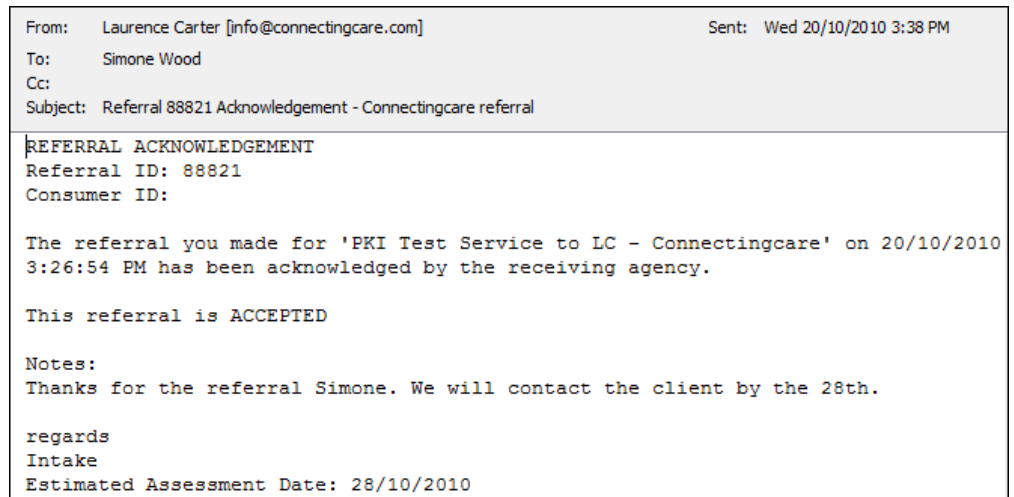 From: Laurence Carter [info@connectingcare.com] Sent: Wed 20/10/2010 3:38 PM
To: Simone Wood
Cc:
Subject: Referral 88821 Acknowledgement - Connectingcare referral
REFERRAL ACKNOWLEDGEMENT
Referral ID: 88821
Consumer ID:
The referral you made for 'PKI Test Service to LC - Connectingcare' on 20/10/2010
3:26:54 PM has been acknowledged by the receiving agency.
This referral is ACCEPTED
Notes:
Thanks for the referral Simone. We will contact the client by the 28th.
regards
Intake
Estimated Assessment Date: 28/10/2010